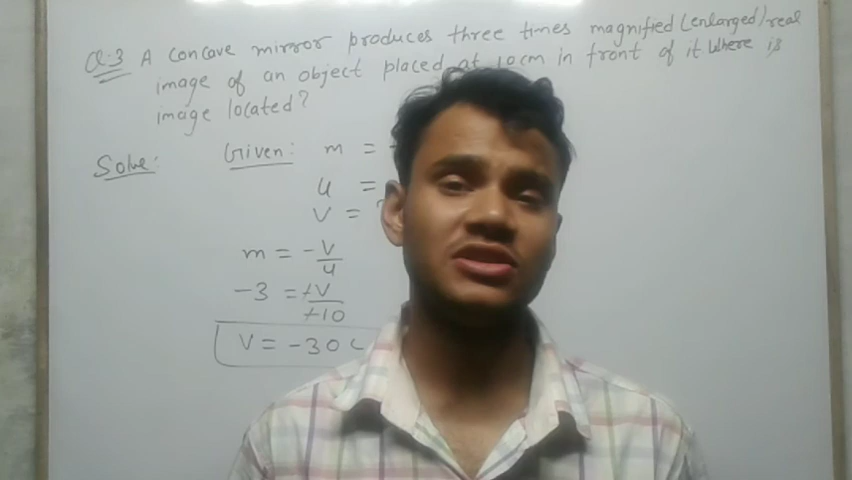 Q:3 A concave mirror produces three times magnified (enlarged) real
image of an object placed at 10cm in front of it Where is
image located?
Solve: Given: m =
u =
v =
m = -v/u
-3 = +v/+10
V = -30 c